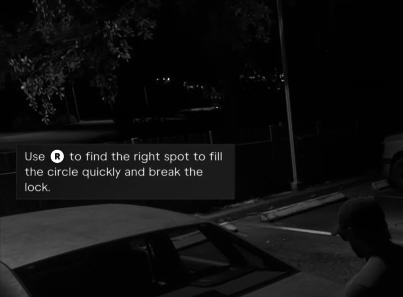 Use R to find the right spot to fill
the circle quickly and break the
lock.